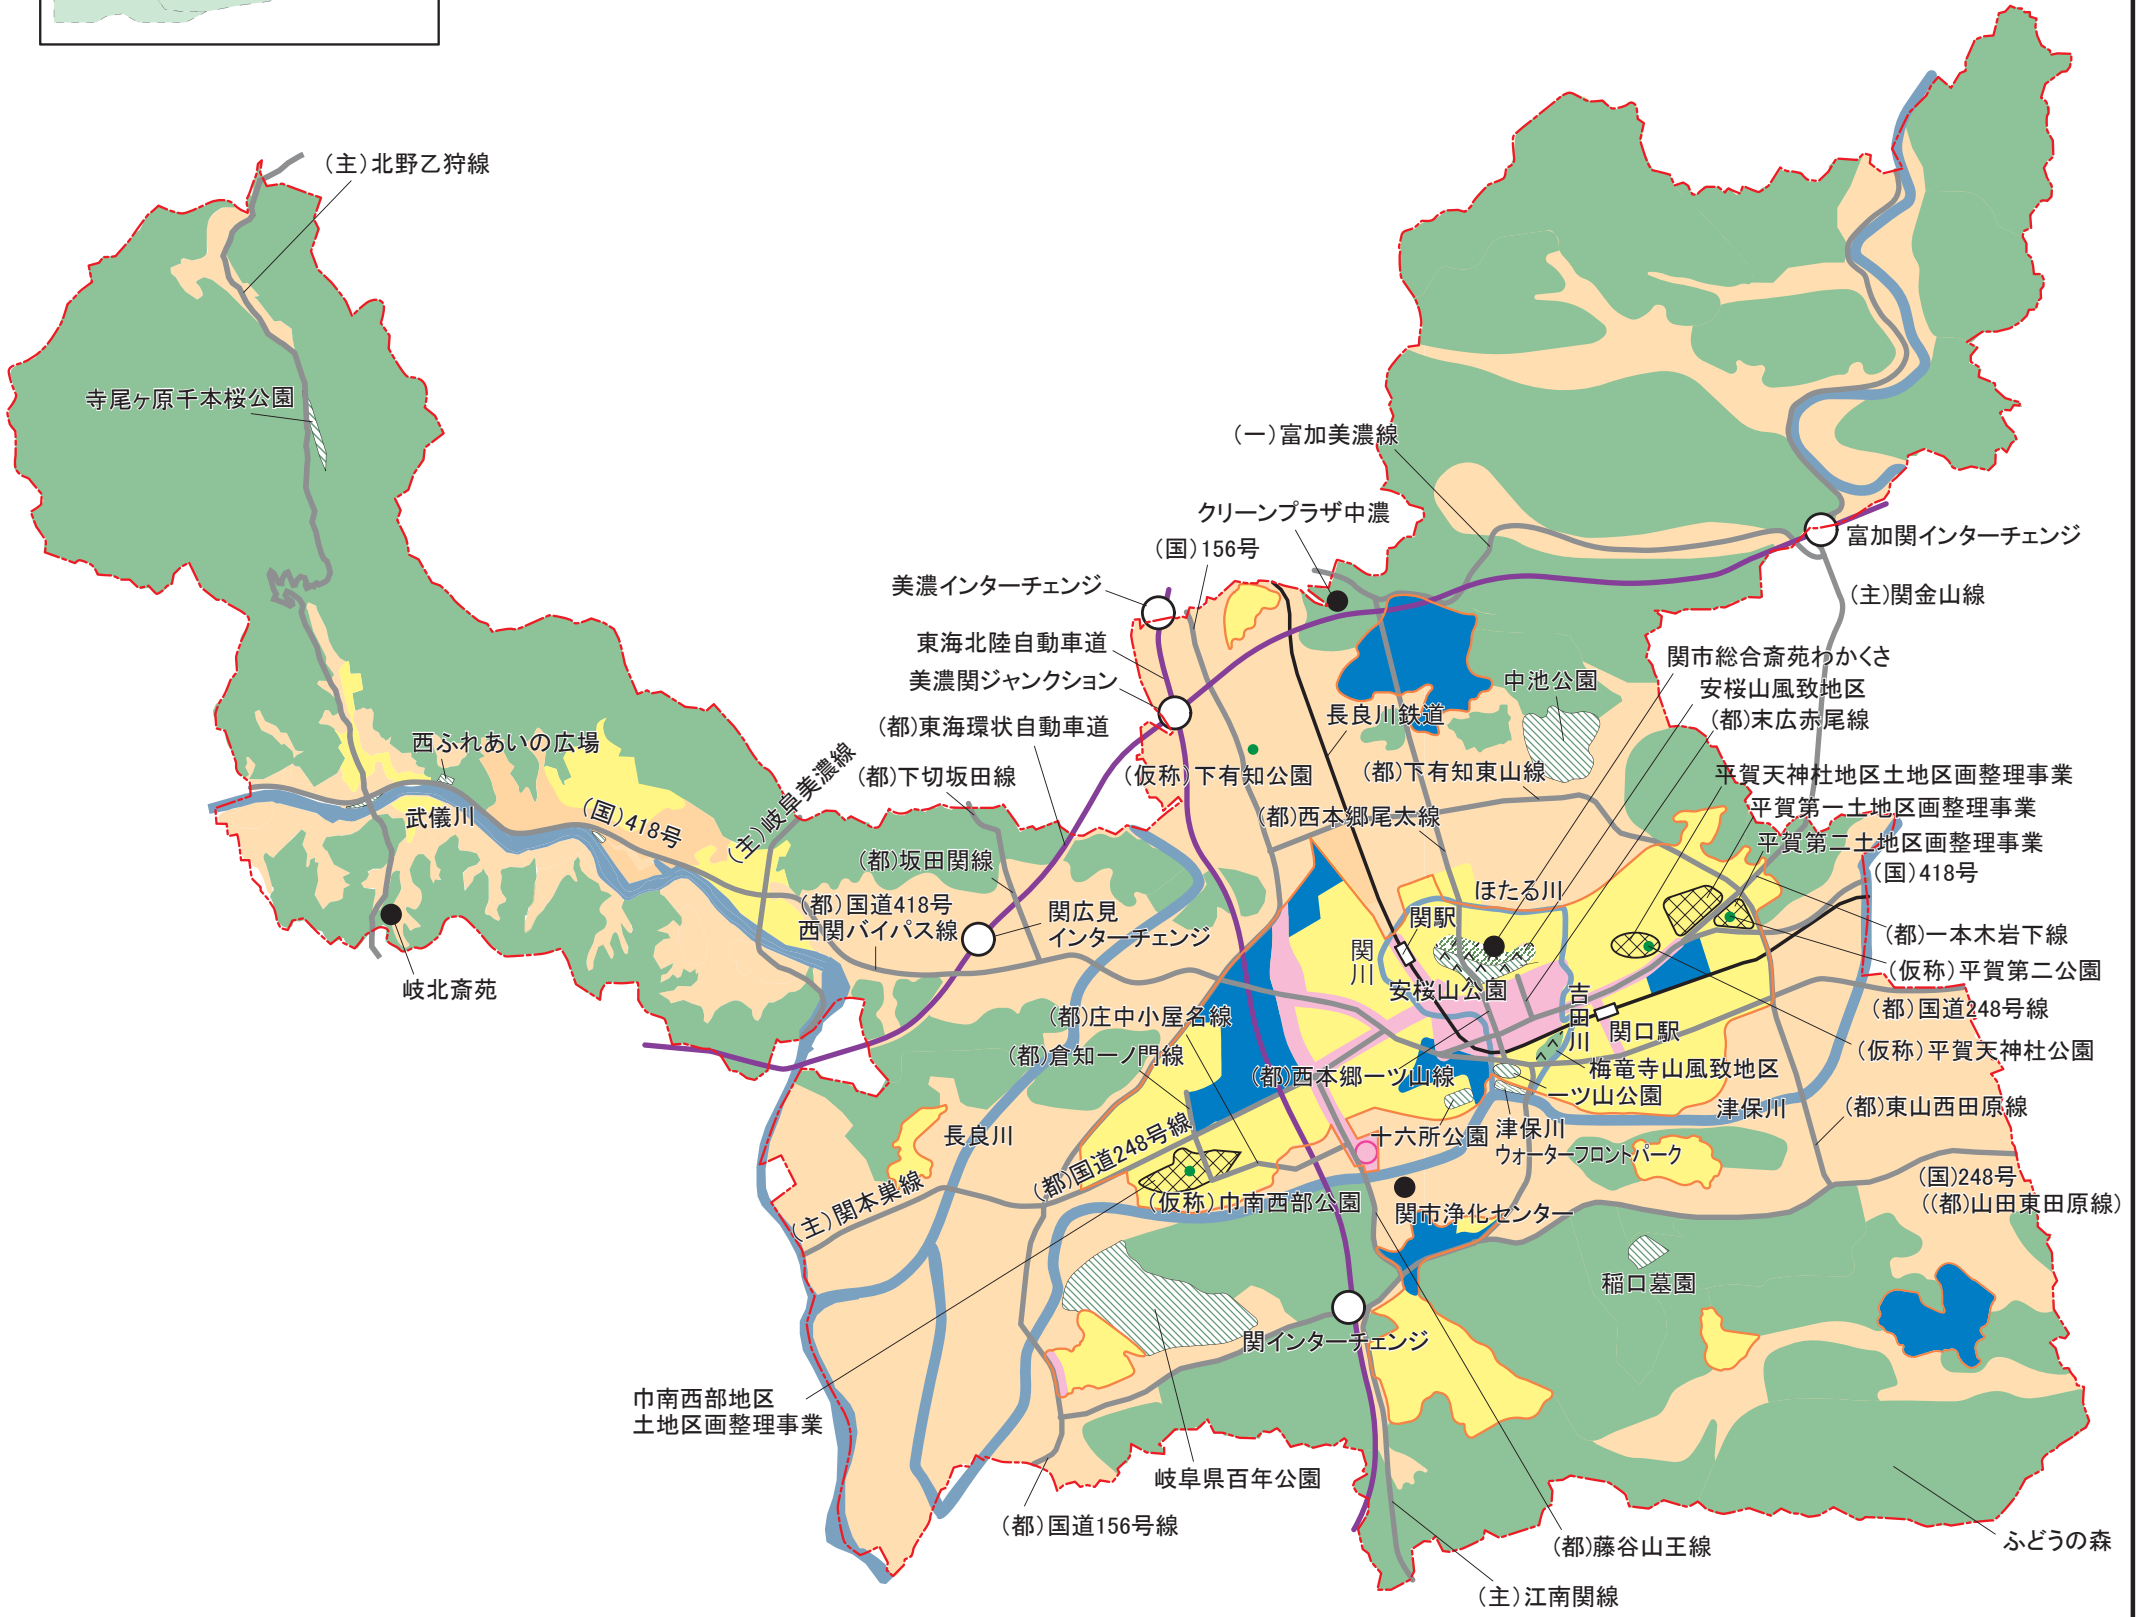 (主)北野乙狩線
寺尾ヶ原千本桜公園
(一)富加美濃線
クリーンプラザ中濃
(国)156号
富加関インターチェンジ
美濃インターチェンジ
(主)関金山線
東海北陸自動車道
関市総合斎苑わかくさ
美濃関ジャンクション
中池公園
安桜山風致地区
長良川鉄道
(都)末広赤尾線
(都)東海環状自動車道
西ふれあいの広場
(主)岐阜美濃線
(都)下切坂田線
(仮称)下有知公園
(都)下有知東山線
平賀天神杜地区土地区画整理事業
平賀第一土地区画整理事業
武儀川
(国)418号
(都)西本郷尾太線
平賀第二土地区画整理事業
(都)坂田関線
(国)418号
ほたる川
(都)国道418号
西関バイパス線
関広見
インターチェンジ
関駅
関川
(都)一本木岩下線
岐北斎苑
安桜山公園
(仮称)平賀第二公園
吉田川
(都)庄中小屋名線
(都)国道248号線
関口駅
(都)倉知一ノ門線
(仮称)平賀天神杜公園
(都)西本郷一ツ山線
梅竜寺山風致地区
一ツ山公園
津保川
(都)東山西田原線
長良川
十六所公園
津保川
ウォーターフロントパーク
(都)国道248号線
(国)248号
((都)山田東田原線)
(主)関本巣線
(仮称)巾南西部公園
関市浄化センター
稲口墓園
関インターチェンジ
巾南西部地区
土地区画整理事業
岐阜県百年公園
(都)国道156号線
(都)藤谷山王線
ふどうの森
(主)江南関線